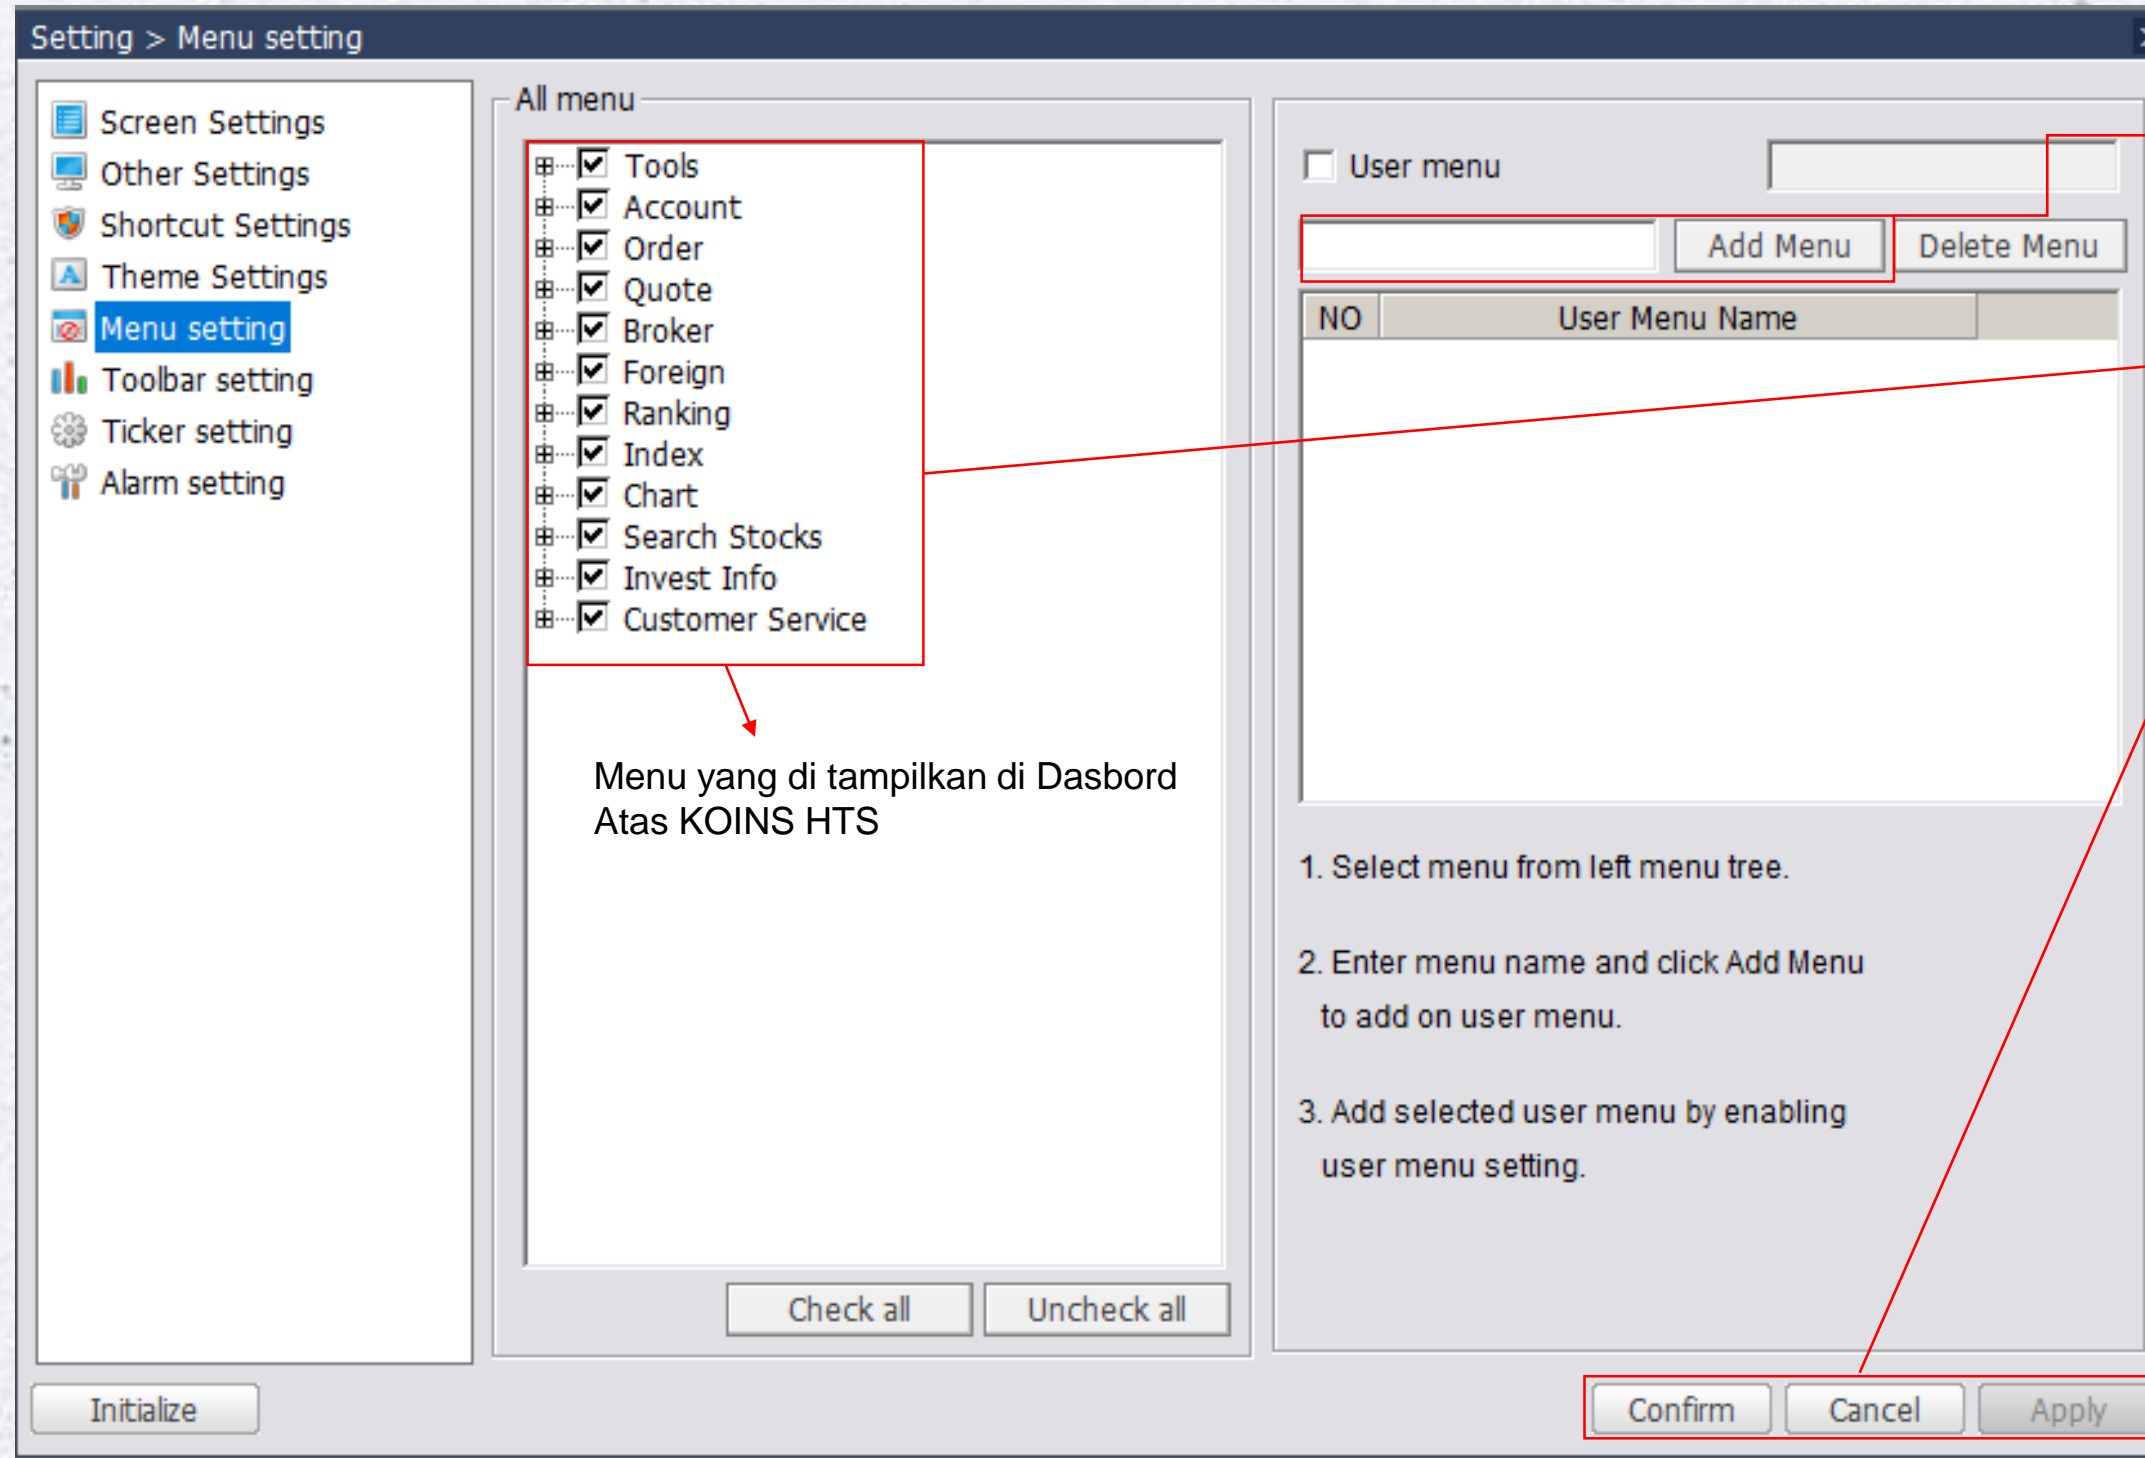 Setting > Menu setting
Screen Settings
Other Settings
Shortcut Settings
Theme Settings
Menu setting
Toolbar setting
Ticker setting
Alarm setting
All menu
Tools
Account
Order
Quote
Broker
Foreign
Ranking
Index
Chart
Search Stocks
Invest Info
Customer Service
Menu yang di tampilkan di Dasbord
Atas KOINS HTS
Check all
Uncheck all
User menu
Add Menu
Delete Menu
NO
User Menu Name
1. Select menu from left menu tree.
2. Enter menu name and click Add Menu
to add on user menu.
3. Add selected user menu by enabling
user menu setting.
Initialize
Confirm
Cancel
Apply